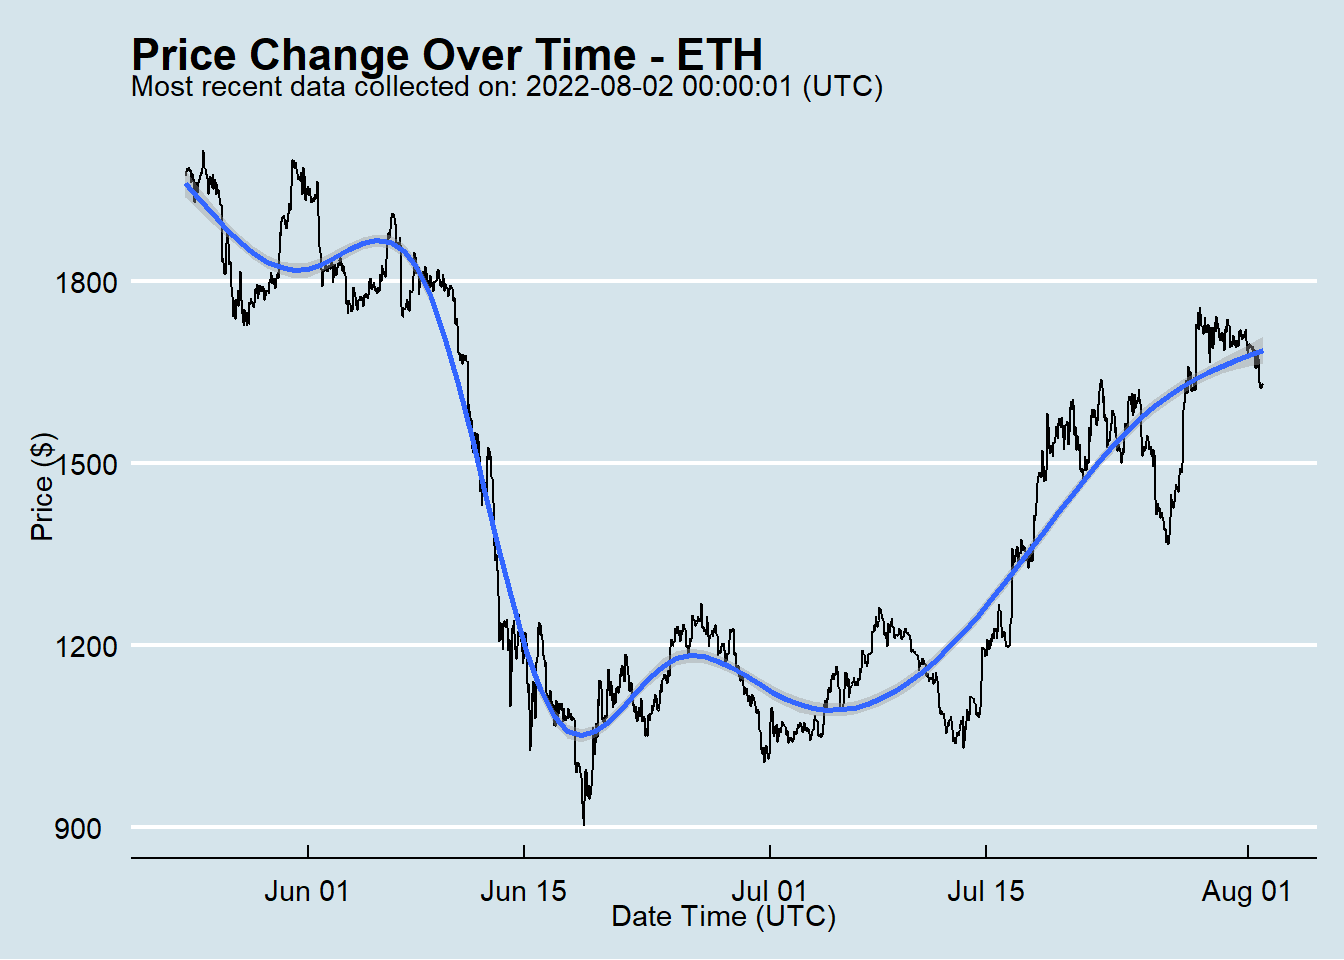 Price Change Over Time - ETH
Most recent data collected on: 2022-08-02 00:00:01 (UTC)
Price ($)
1800
1500
1200
900
Jun 01 Jun 15 Jul 01 Jul 15 Aug 01
Date Time (UTC)